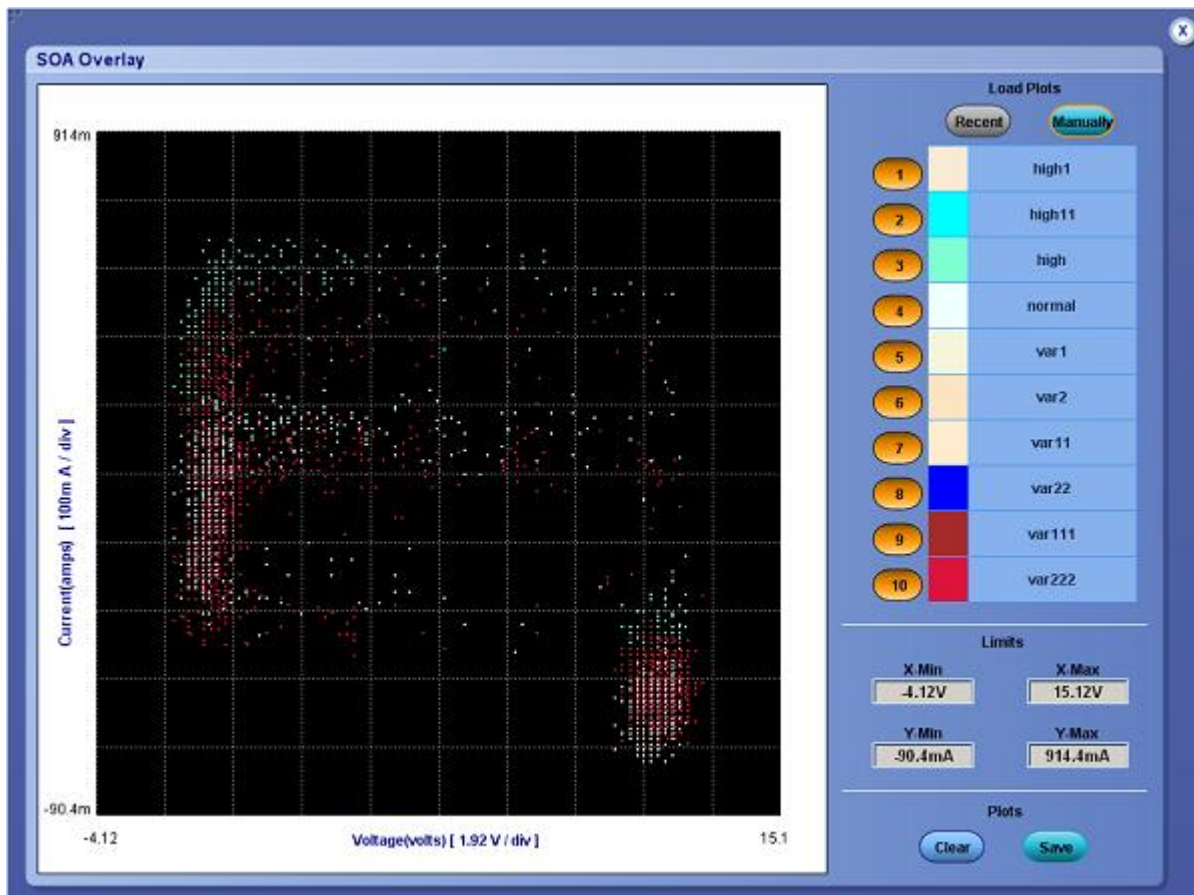 X
SOA Overlay
Load Plots
Recent
Manually
1 high1
2 high11
3 high
4 normal
5 var1
6 var2
7 var11
8 var22
9 var111
10 var222
Limits
X-Min X-Max
-4.12V 15.12V
Y-Min Y-Max
-90.4mA 914.4mA
Plots
Clear Save
914m
Current(amps) [ 100m A / div ]
-90.4m
-4.12 Voltage(volts) [ 1.92 V / div ] 15.1